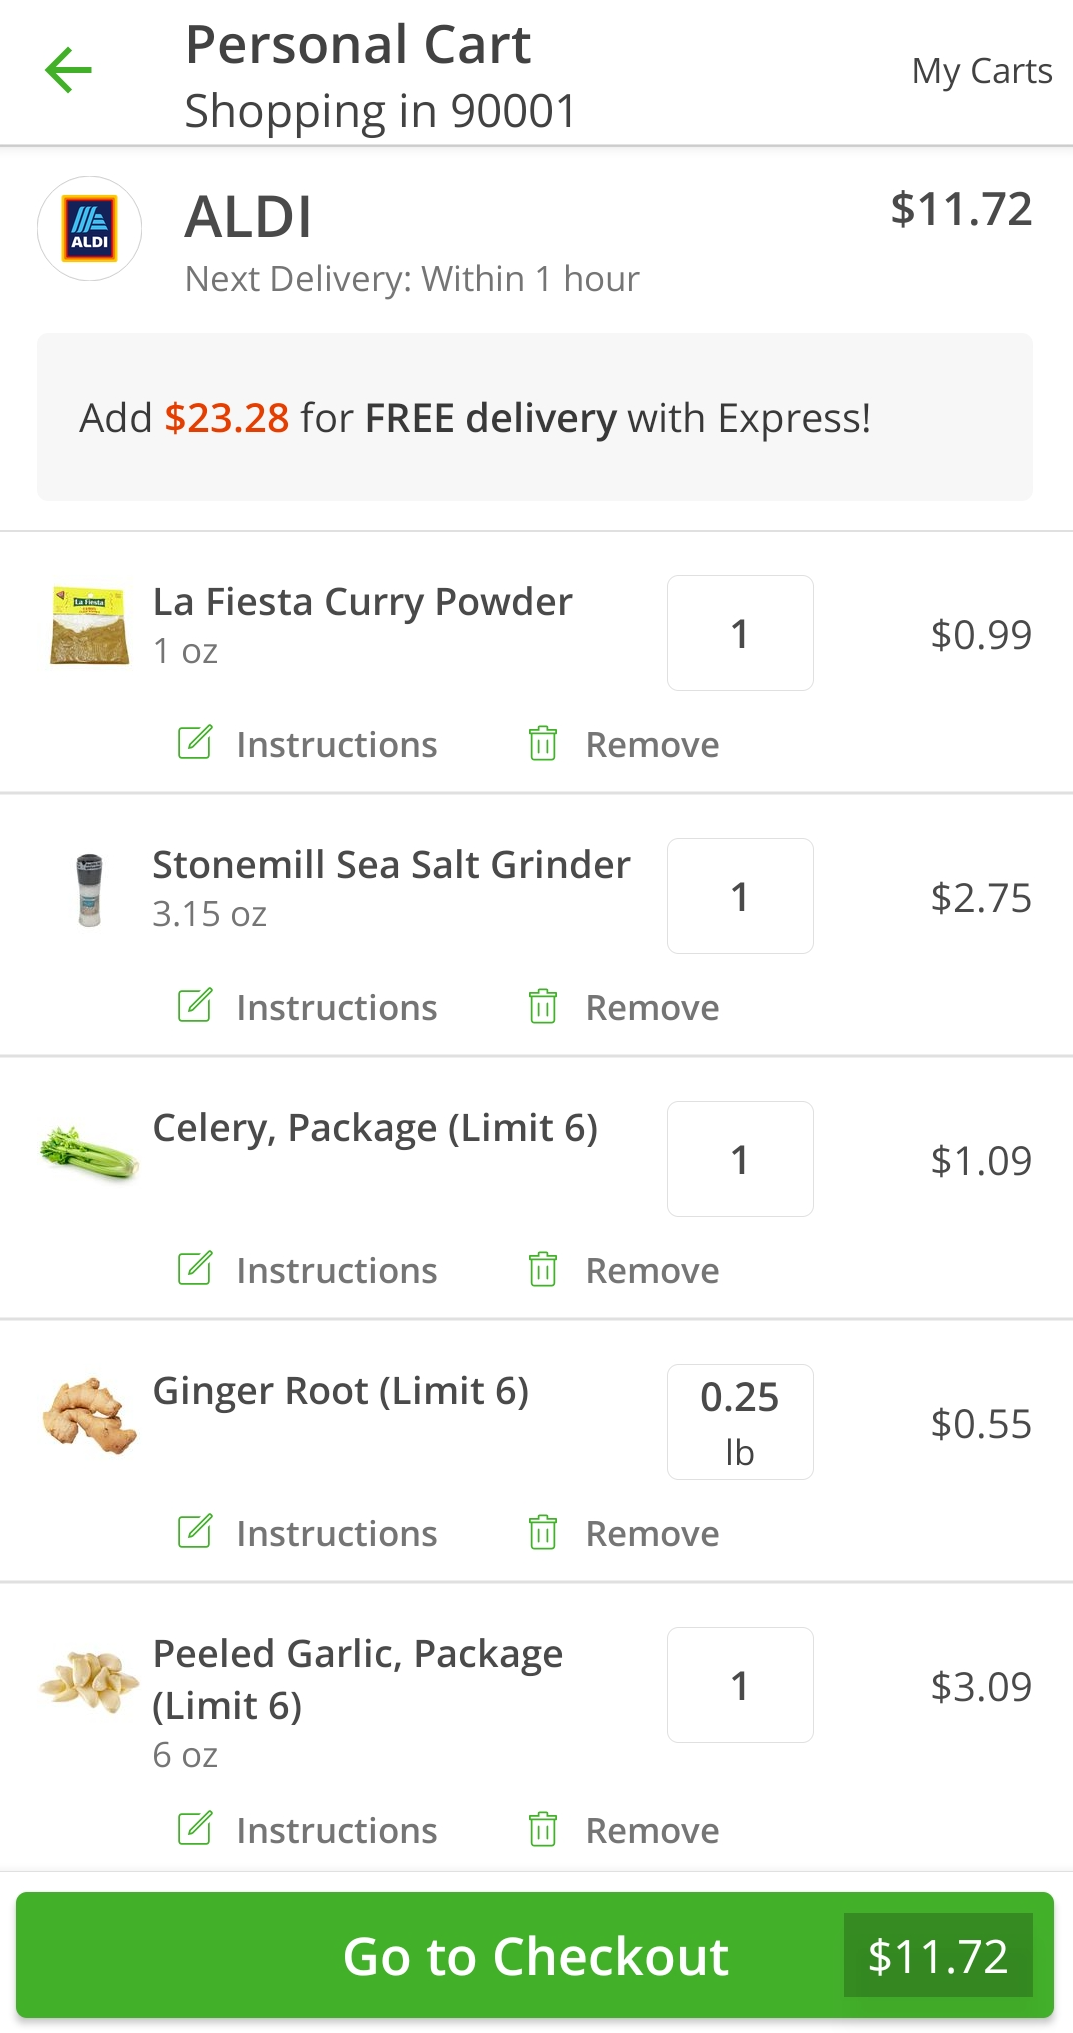 Personal Cart
Shopping in 90001
My Carts
ALDI
ALDI
$11.72
Next Delivery: Within 1 hour
Add $23.28 for FREE delivery with Express!
La Fiesta
La Fiesta Curry Powder
1 oz
1
$0.99
Instructions
Remove
Stonemill Sea Salt Grinder
3.15 oz
1
$2.75
Instructions
Remove
Celery, Package (Limit 6)
1
$1.09
Instructions
Remove
Ginger Root (Limit 6)
0.25
lb
$0.55
Instructions
Remove
Peeled Garlic, Package
(Limit 6)
6 oz
1
$3.09
Instructions
Remove
Go to Checkout
$11.72